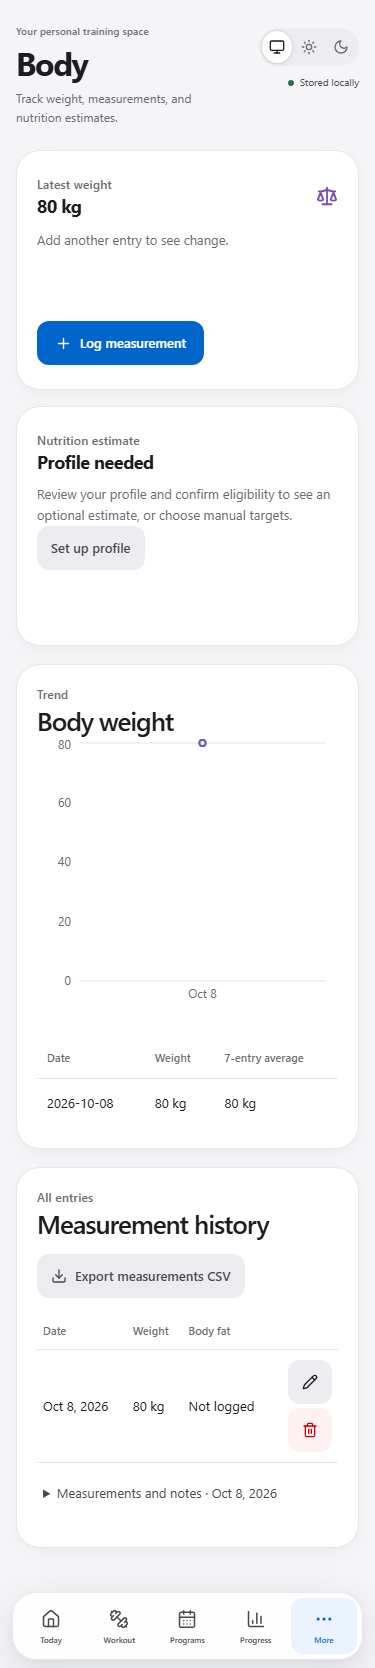 Your personal training space
Body
Track weight, measurements, and
nutrition estimates.
Stored locally
Latest weight
80 kg
Add another entry to see change.
Log measurement
Nutrition estimate
Profile needed
Review your profile and confirm eligibility to see an
optional estimate, or choose manual targets.
Set up profile
Trend
Body weight
80
60
40
20
0
Oct 8
Date Weight 7-entry average
2026-10-08 80 kg 80 kg
All entries
Measurement history
Export measurements CSV
Date Weight Body fat
Oct 8, 2026 80 kg Not logged
Measurements and notes · Oct 8, 2026
Today Workout Programs Progress More